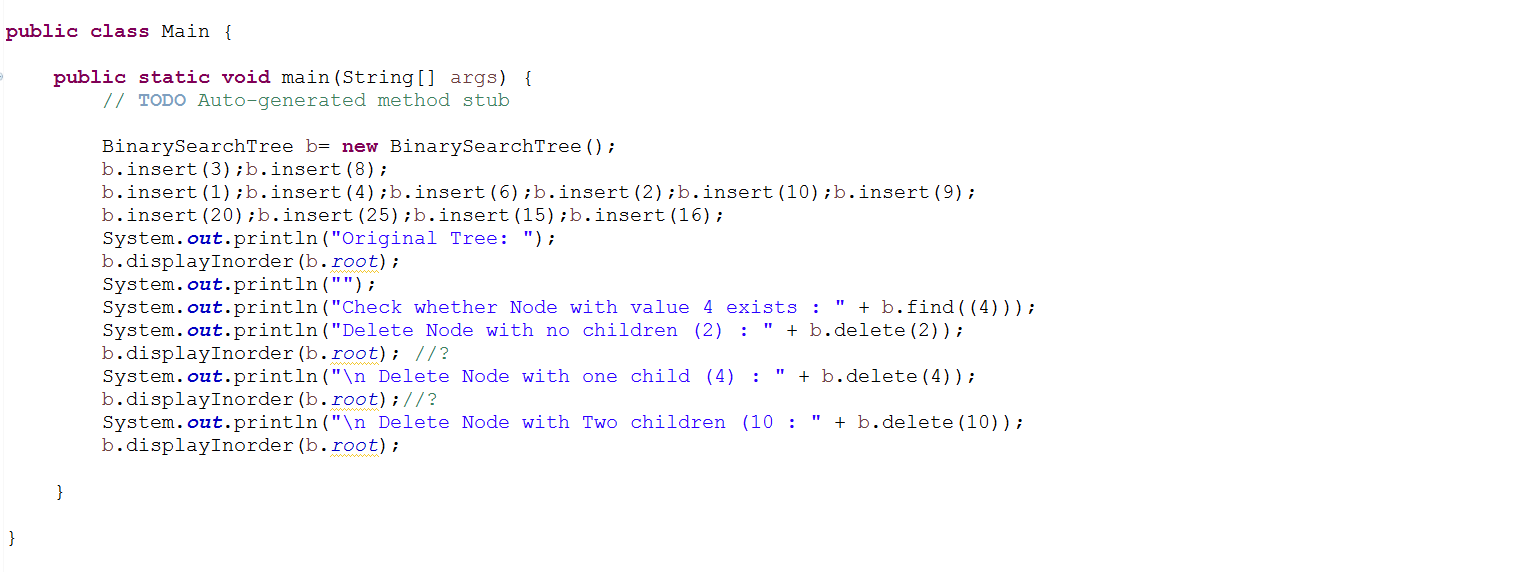 public class Main {
public static void main(String[] args) {
// TODO Auto-generated method stub
BinarySearchTree b= new BinarySearchTree();
b.insert(3);b.insert(8);
b.insert(1);b.insert(4);b.insert(6);b.insert(2);b.insert(10);b.insert(9);
b.insert(20);b.insert(25);b.insert(15);b.insert(16);
System.out.println("Original Tree: ");
b.displayInorder(b.root);
System.out.println("");
System.out.println("Check whether Node with value 4 exists : " + b.find((4)));
System.out.println("Delete Node with no children (2) : " + b.delete(2));
b.displayInorder(b.root); //?
System.out.println("\n Delete Node with one child (4) : " + b.delete(4));
b.displayInorder(b.root);//?
System.out.println("\n Delete Node with Two children (10 : " + b.delete(10));
b.displayInorder(b.root);
}
}